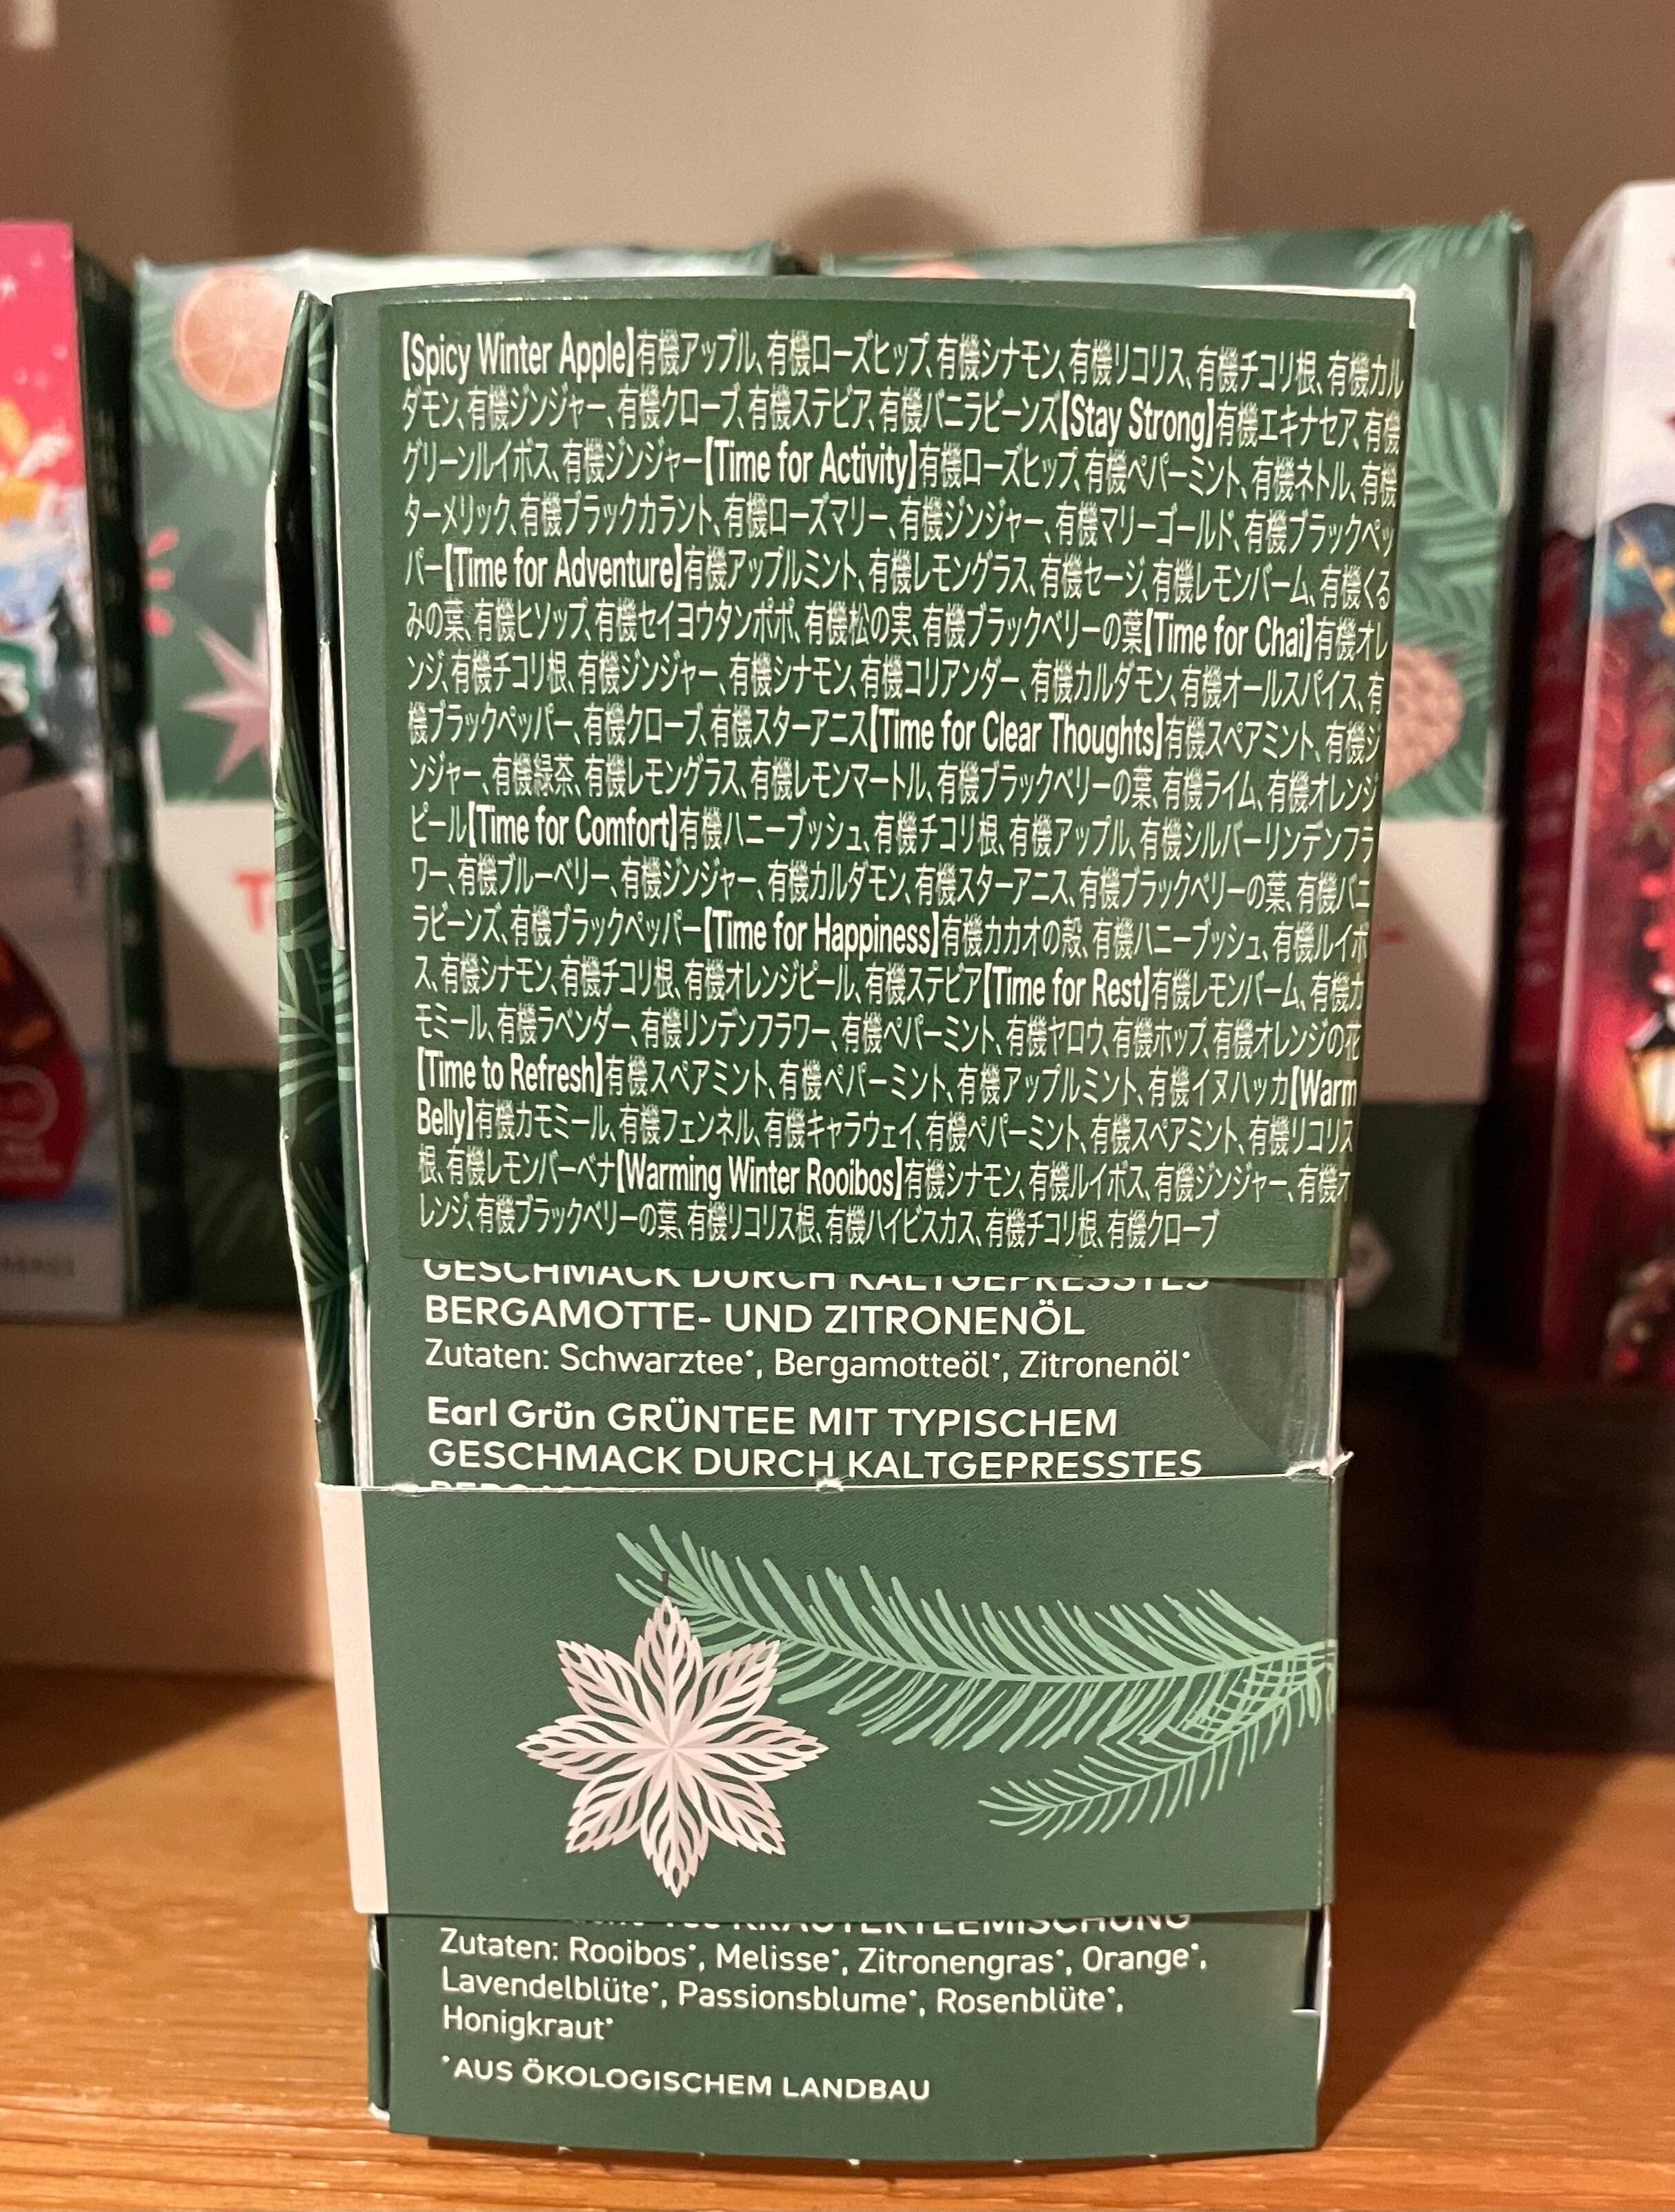 【Spicy Winter Apple】有機アップル、有機ローズヒップ、有機シナモン、有機リコリス、有機チコリ根、有機カル
ダモン、有機ジンジャー、有機クローブ、有機ステビア、有機バニラビーンズ【Stay Strong】有機エキナセア、有機
グリーンルイボス、有機ジンジャー【Time for Activity】有機ローズヒップ、有機ペパーミント、有機ネトル、有機
ターメリック、有機ブラックカラント、有機ローズマリー、有機ジンジャー、有機マリーゴールド、有機ブラックペッ
パー【Time for Adventure】有機アップルミント、有機レモングラス、有機セージ、有機レモンバーム、有機くる
みの葉、有機ヒソップ、有機セイヨウタンポポ、有機松の実、有機ブラックベリーの葉【Time for Chai】有機オレ
ンジ、有機チコリ根、有機ジンジャー、有機シナモン、有機コリアンダー、有機カルダモン、有機オールスパイス、有
機ブラックペッパー、有機クローブ、有機スターアニス【Time for Clear Thoughts】有機スペアミント、有機ジ
ンジャー、有機緑茶、有機レモングラス、有機レモンマートル、有機ブラックベリーの葉、有機ライム、有機オレンジ
ピール【Time for Comfort】有機ハニーブッシュ、有機チコリ根、有機アップル、有機シルバーリンデンフラ
ワー、有機ブルーベリー、有機ジンジャー、有機カルダモン、有機スターアニス、有機ブラックベリーの葉、有機バニ
ラビーンズ、有機ブラックペッパー【Time for Happiness】有機カカオの殻、有機ハニーブッシュ、有機ルイボ
ス、有機シナモン、有機チコリ根、有機オレンジピール、有機ステビア【Time for Rest】有機レモンバーム、有機カ
モミール、有機ラベンダー、有機リンデンフラワー、有機ペパーミント、有機ヤロウ、有機ホップ、有機オレンジの花
【Time to Refresh】有機スペアミント、有機ペパーミント、有機アップルミント、有機イヌハッカ【Warm
Belly】有機カモミール、有機フェンネル、有機キャラウェイ、有機ペパーミント、有機スペアミント、有機リコリス
根、有機レモンバーベナ【Warming Winter Rooibos】有機シナモン、有機ルイボス、有機ジンジャー、有機オ
レンジ、有機ブラックベリーの葉、有機リコリス根、有機ハイビスカス、有機チコリ根、有機クローブ
GESCHMACK DURCH KALTGEPRESSTES
BERGAMOTTE- UND ZITRONENÖL
Zutaten: Schwarztee*, Bergamotteöl*, Zitronenöl*
Earl Grün GRÜNTEE MIT TYPISCHEM
GESCHMACK DURCH KALTGEPRESSTES
KRÄUTERTEEMISCHUNG
Zutaten: Rooibos*, Melisse*, Zitronengras*, Orange*,
Lavendelblüte*, Passionsblume*, Rosenblüte*,
Honigkraut*
*AUS ÖKOLOGISCHEM LANDBAU